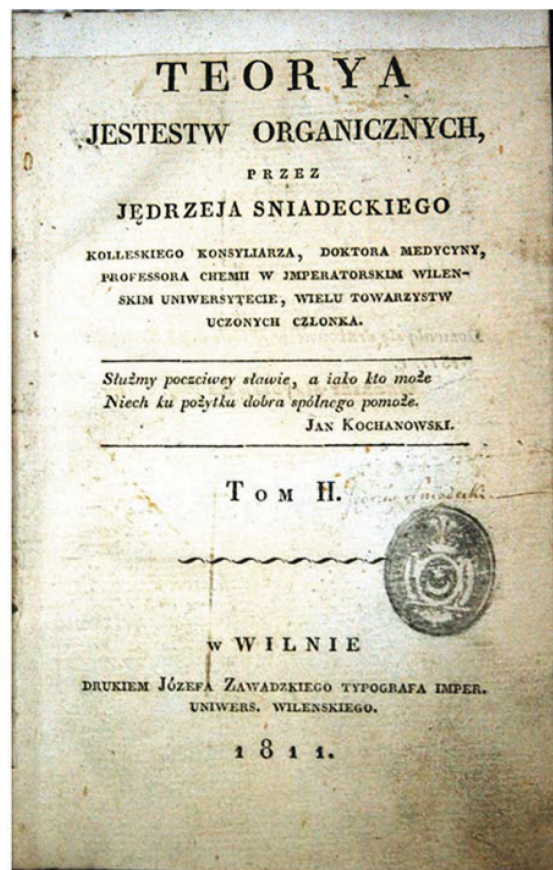 TEORYA
JESTESTW ORGANICZNYCH,
PRZEZ
JĘDRZEJA SNIADECKIEGO
KOLLESKIEGO KONSYLIARZA, DOKTORA MEDYCYNY,
PROFESSORA CHEMII W JMPERATORSKIM WILEN-
SKIM UNIWERSYTECIE, WIELU TOWARZYSTW
UCZONYCH CZLONKA.
Służmy poczciwey sławie, a iako kto może
Niech ku pożytku dobra spólnego pomoże.
JAN KOCHANOWSKI.
TOM II.
Sniadecki
w WILNIE
DRUKIEM JÓZEFA ZAWADZKIEGO TYPOGRAFA IMPER.
UNIWERS. WILENSKIEGO.
1811.